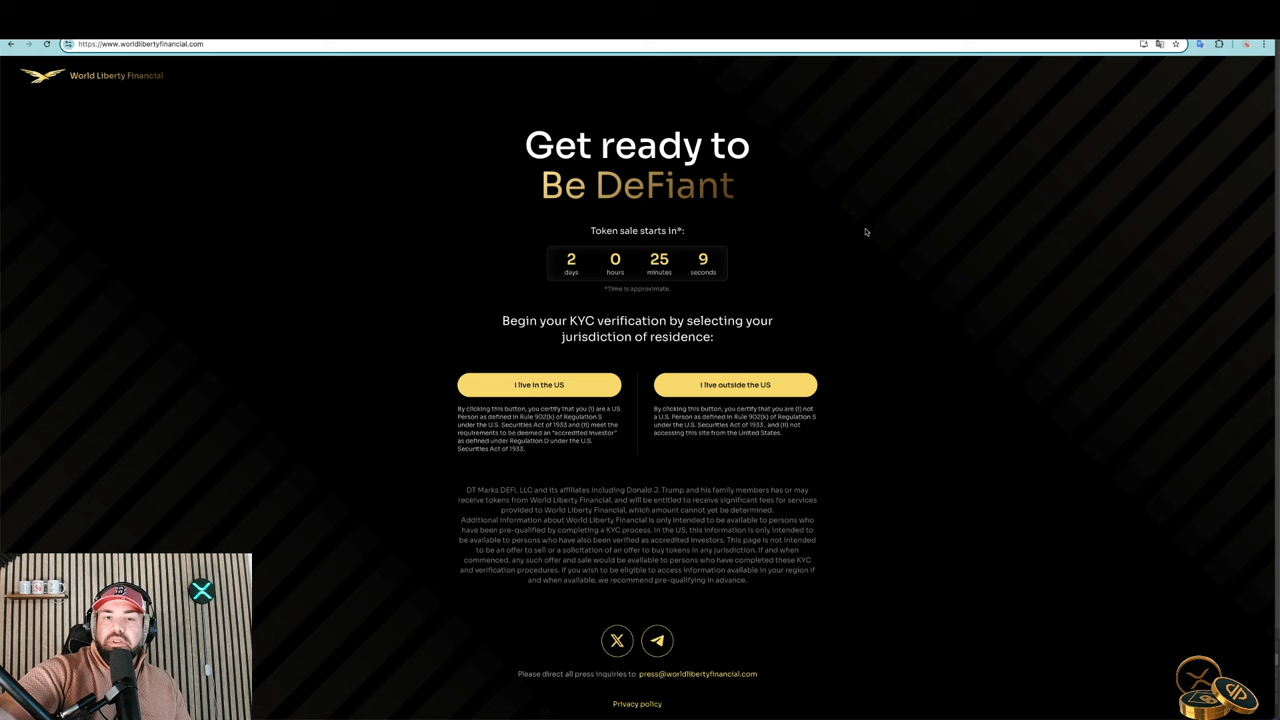 https://www.worldlibertyfinancial.com
World Liberty Financial
Get ready to
Be DeFiant
Token sale starts in*:
2 0 25 9
days hours minutes seconds
*Time is approximate.
Begin your KYC verification by selecting your
jurisdiction of residence:
I live in the US
By clicking this button, you certify that you are (i) are a US
Person as defined in Rule 902(k) of Regulation S
under the U.S. Securities Act of 1933 and (ii) meet the
requirements to be deemed an "accredited investor"
as defined under Regulation D under the U.S.
Securities Act of 1933.
I live outside the US
By clicking this button, you certify that you are (i) not
a U.S. Person as defined in Rule 902(k) of Regulation S
under the U.S. Securities Act of 1933 , and (ii) not
accessing this site from the United States.
DT Marks DEFI, LLC and its affiliates including Donald J. Trump and his family members has or may
receive tokens from World Liberty Financial, and will be entitled to receive significant fees for services
provided to World Liberty Financial, which amount cannot yet be determined.
Additional information about World Liberty Financial is only intended to be available to persons who
have been pre-qualified by completing a KYC process. In the US, this information is only intended to
be available to persons who have also been verified as accredited investors. This page is not intended
to be an offer to sell or a solicitation of an offer to buy tokens in any jurisdiction. If and when
commenced, any such offer and sale would be available to persons who have completed these KYC
and verification procedures. If you wish to be eligible to access information available in your region if
and when available, we recommend pre-qualifying in advance.
Please direct all press inquiries to press@worldlibertyfinancial.com
Privacy policy